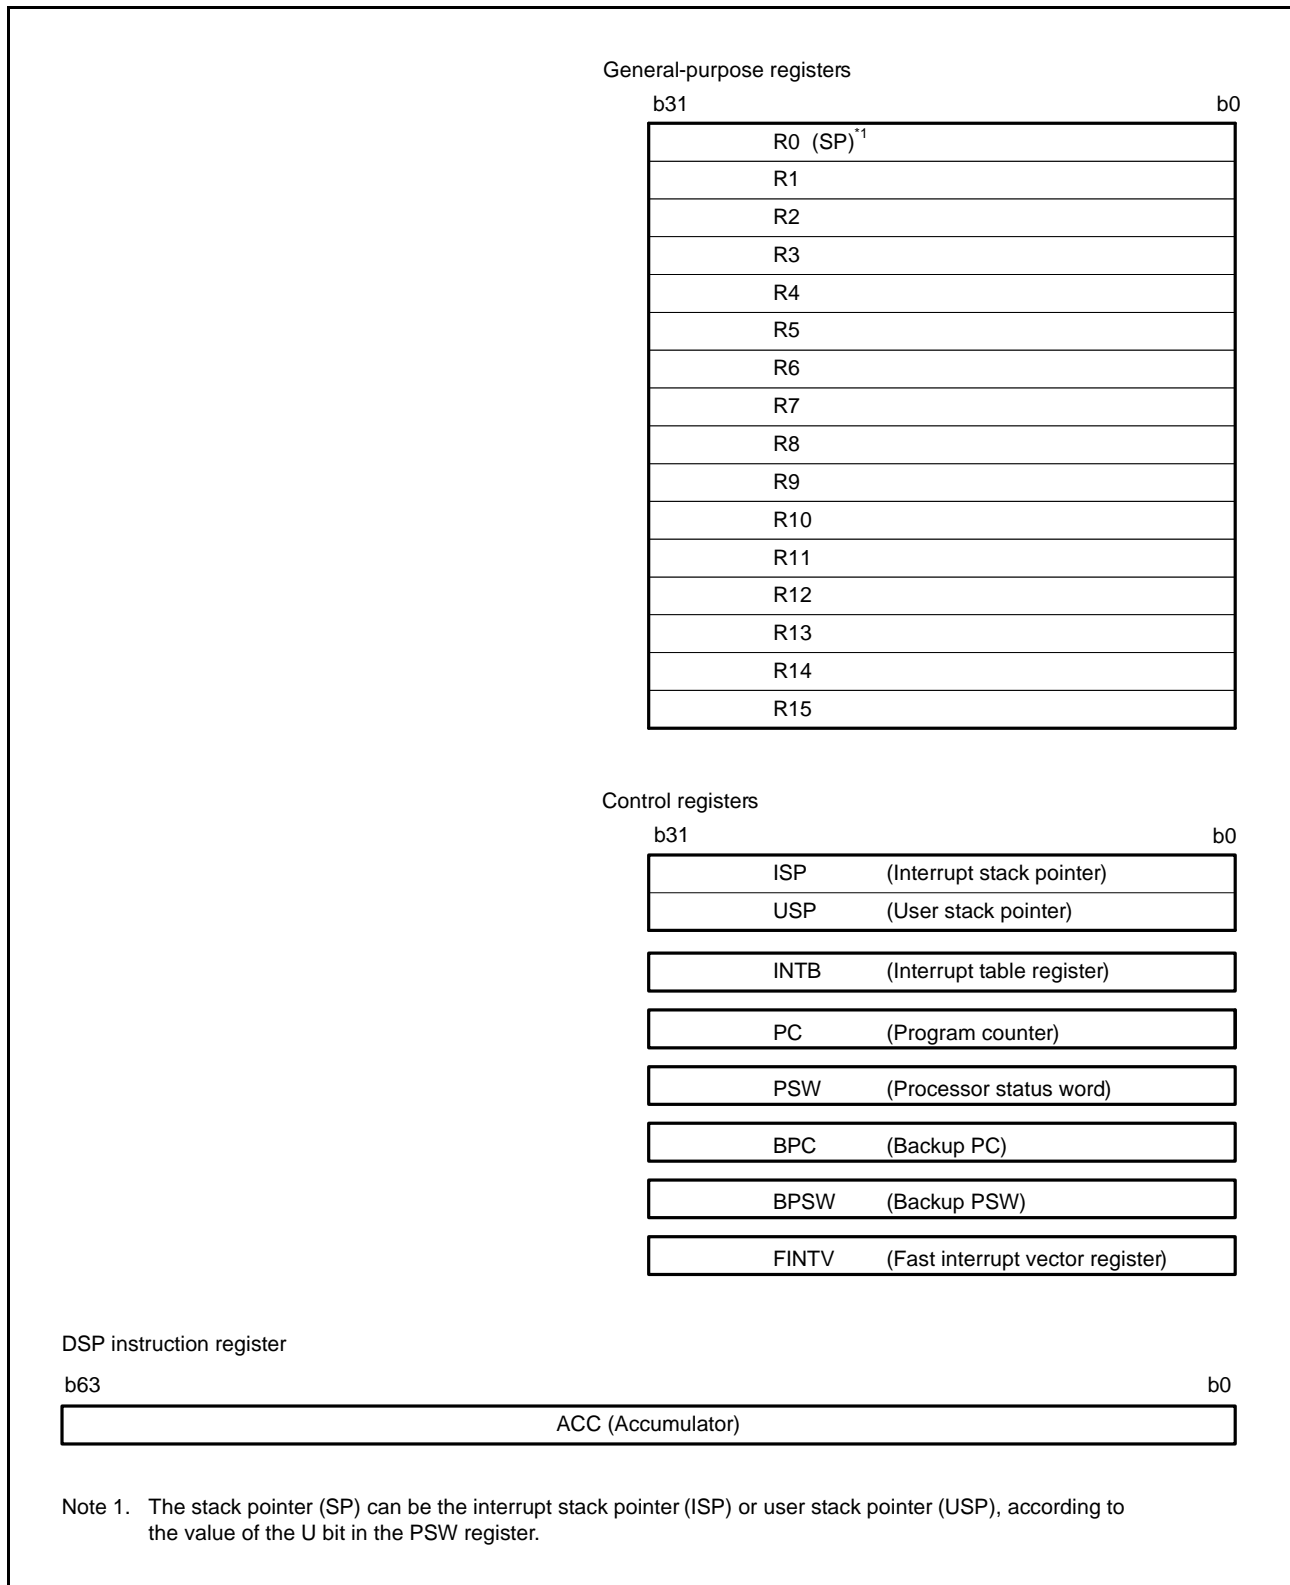 General-purpose registers
b31 b0
R0 (SP)*1
R1
R2
R3
R4
R5
R6
R7
R8
R9
R10
R11
R12
R13
R14
R15
Control registers
b31 b0
ISP (Interrupt stack pointer)
USP (User stack pointer)
INTB (Interrupt table register)
PC (Program counter)
PSW (Processor status word)
BPC (Backup PC)
BPSW (Backup PSW)
FINTV (Fast interrupt vector register)
DSP instruction register
b63 b0
ACC (Accumulator)
Note 1. The stack pointer (SP) can be the interrupt stack pointer (ISP) or user stack pointer (USP), according to
the value of the U bit in the PSW register.